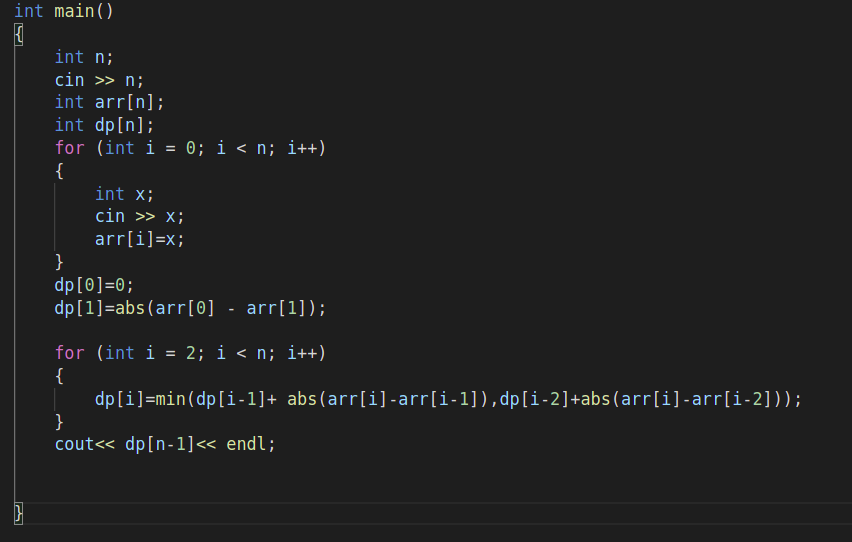 int main()
{
    int n;
    cin >> n;
    int arr[n];
    int dp[n];
    for (int i = 0; i < n; i++)
    {
        int x;
        cin >> x;
        arr[i]=x;
    }
    dp[0]=0;
    dp[1]=abs(arr[0] - arr[1]);

    for (int i = 2; i < n; i++)
    {
        dp[i]=min(dp[i-1]+ abs(arr[i]-arr[i-1]),dp[i-2]+abs(arr[i]-arr[i-2]));
    }
    cout<< dp[n-1]<< endl;


}